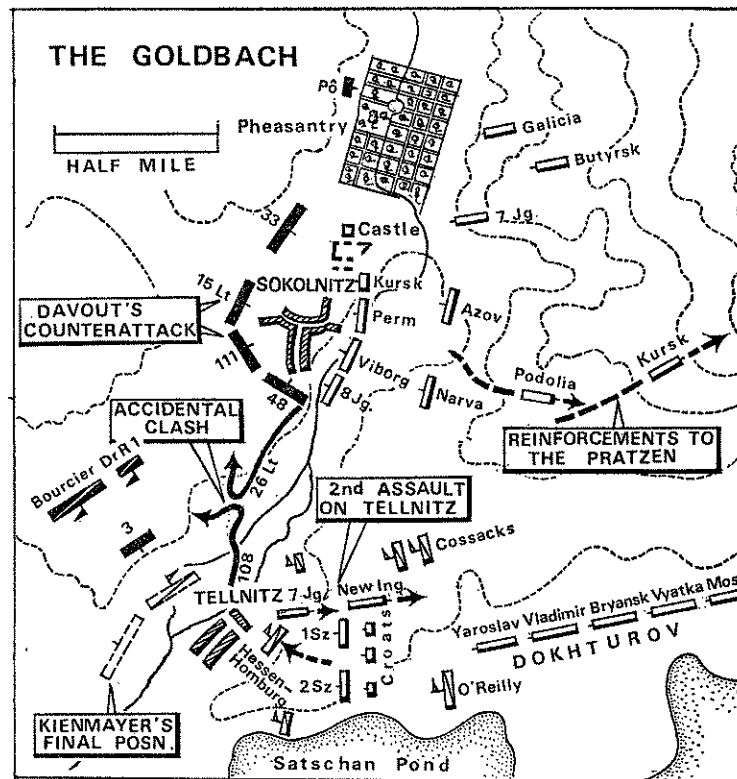 THE GOLDBACH
HALF MILE
Pô
Pheasantry
Galicia
Butyrsk
7 Jg.
33
Castle
SOKOLNITZ
Kursk
15 Lt
DAVOUT'S
COUNTERATTACK
Perm
Azov
111
Viborg
Kursk
Podolia
48
8 Jg.
Narva
ACCIDENTAL
CLASH
REINFORCEMENTS TO
THE PRATZEN
Bourcier DrR1
26 Lt
2nd ASSAULT
ON TELLNITZ
3
Cossacks
108
TELLNITZ
7 Jg.
New Ing.
Yaroslav Vladimir Bryansk Vyatka Mos
1Sz
Croats
DOKHTUROV
Hessen-
Homburg
2Sz
O'Reilly
KIENMAYER'S
FINAL POSN.
Satschan Pond